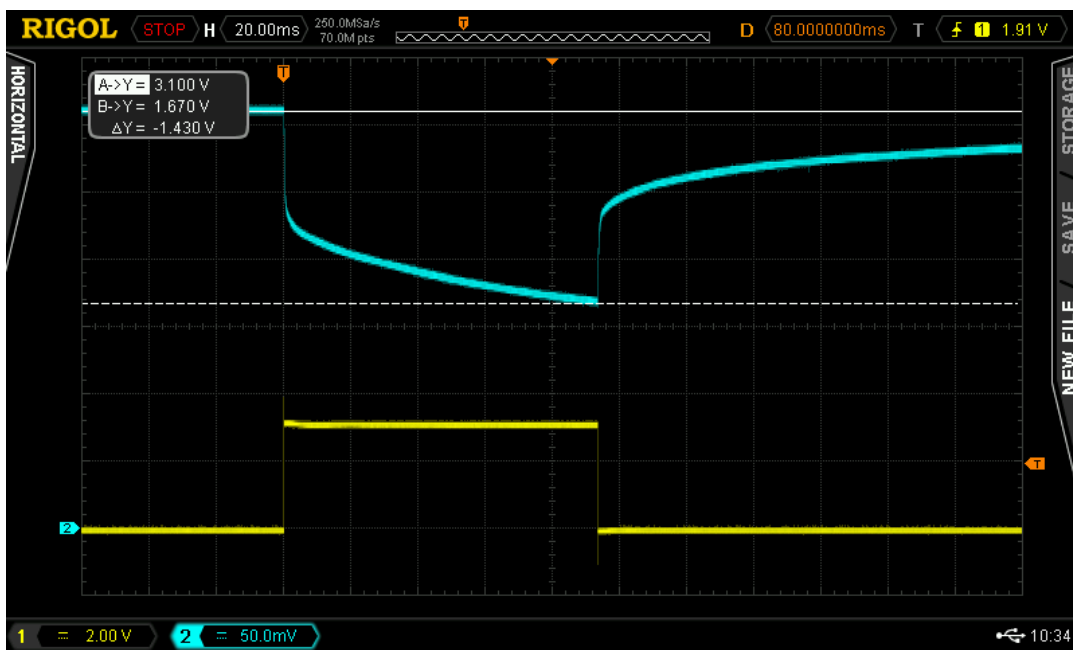 RIGOL STOP H 20.00ms 250.0MSa/s 70.0M pts D 80.0000000ms T 1 1.91 V
HORIZONTAL
T
A->Y= 3.100 V
B->Y= 1.670 V
ΔY= -1.430 V
STORAGE / SAVE / NEW FILE
T
2
1 2.00 V 2 50.0mV 10:34